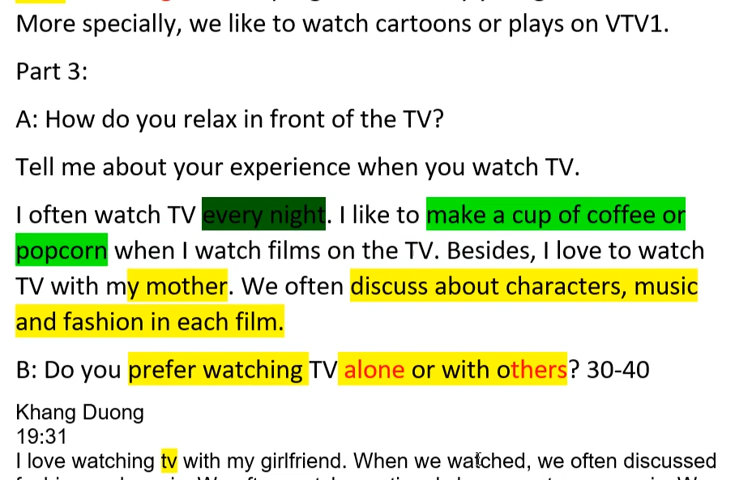 More specially, we like to watch cartoons or plays on VTV1.
Part 3:
A: How do you relax in front of the TV?
Tell me about your experience when you watch TV.
I often watch TV every night. I like to make a cup of coffee or
popcorn when I watch films on the TV. Besides, I love to watch
TV with my mother. We often discuss about characters, music
and fashion in each film.
B: Do you prefer watching TV alone or with others? 30-40
Khang Duong
19:31
I love watching tv with my girlfriend. When we watched, we often discussed